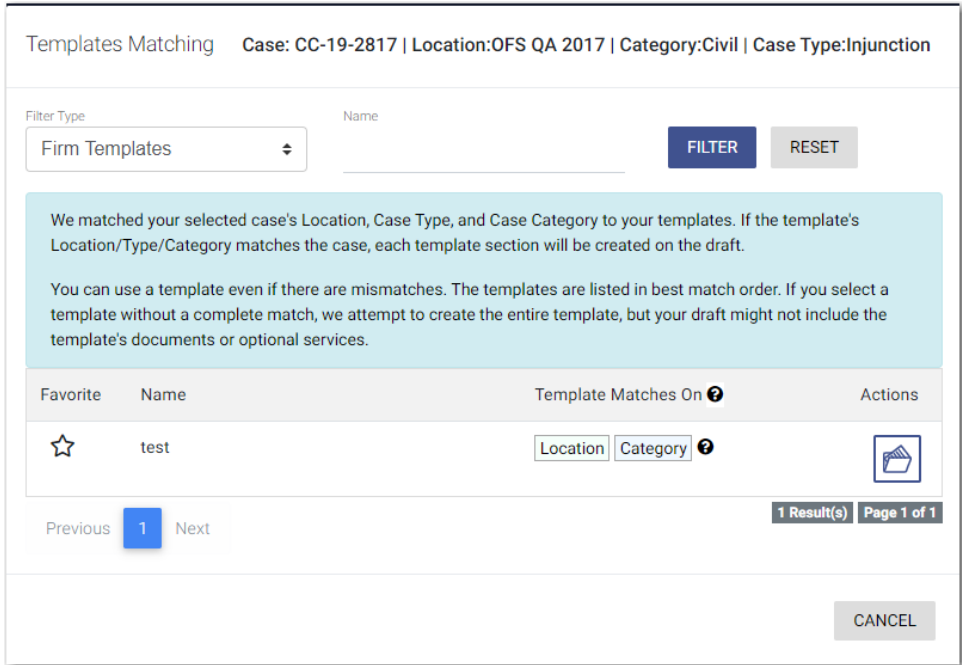 Templates Matching Case: CC-19-2817 | Location:OFS QA 2017 | Category:Civil | Case Type:Injunction
Filter Type
Name
Firm Templates
FILTER
RESET
We matched your selected case's Location, Case Type, and Case Category to your templates. If the template's
Location/Type/Category matches the case, each template section will be created on the draft.
You can use a template even if there are mismatches. The templates are listed in best match order. If you select a
template without a complete match, we attempt to create the entire template, but your draft might not include the
template's documents or optional services.
Favorite Name Template Matches On ? Actions
test Location Category ?
1 Result(s) Page 1 of 1
Previous 1 Next
CANCEL